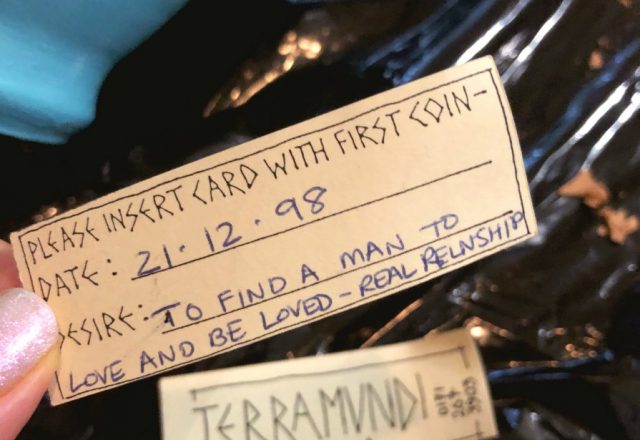 PLEASE INSERT CARD WITH FIRST COIN-
DATE: 21.12.98
DESIRE: TO FIND A MAN TO
LOVE AND BE LOVED - REAL RELNSHIP
TERRAMUNDI